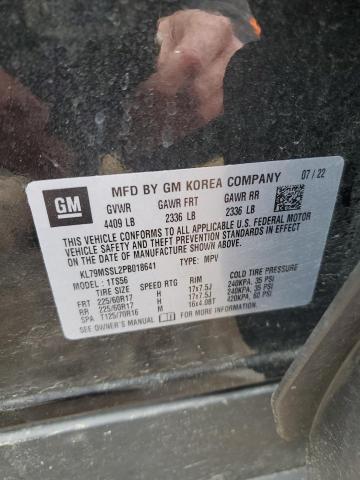 GM
MFD BY GM KOREA COMPANY 07/22
GVWR GAWR FRT GAWR RR
4409 LB 2336 LB 2336 LB
THIS VEHICLE CONFORMS TO ALL APPLICABLE U.S. FEDERAL MOTOR
VEHICLE SAFETY AND THEFT PREVENTION STANDARDS IN EFFECT ON THE
DATE OF MANUFACTURE SHOWN ABOVE.
KL79MSSL2PB018641 TYPE: MPV
MODEL: 1TS56
TIRE SIZE SPEED RTG RIM COLD TIRE PRESSURE
FRT 225/60R17 H 17x7.5J 240KPA, 35 PSI
RR 225/60R17 H 17x7.5J 240KPA, 35 PSI
SPA T125/70R16 M 16x4.0BT 420KPA, 60 PSI
SEE OWNER'S MANUAL FOR ADDITIONAL INFORMATION.